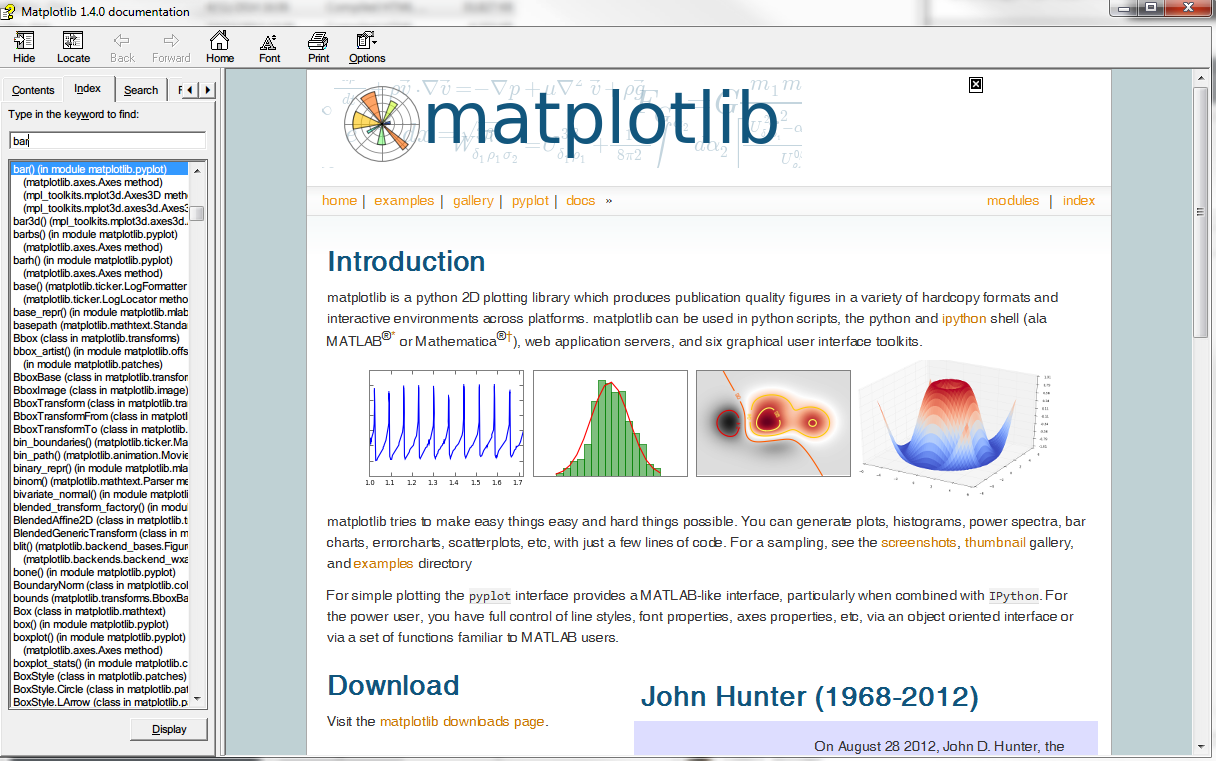 Matplotlib 1.4.0 documentation
Hide Locate Back Forward Home Font Print Options
Contents Index Search F
Type in the keyword to find:
bar
bar() (in module matplotlib.pyplot)
(matplotlib.axes.Axes method)
(mpl_toolkits.mplot3d.Axes3D meth
(mpl_toolkits.mplot3d.axes3d.Axes3
bar3d() (mpl_toolkits.mplot3d.axes3d.
barbs() (in module matplotlib.pyplot)
(matplotlib.axes.Axes method)
barh() (in module matplotlib.pyplot)
(matplotlib.axes.Axes method)
base() (matplotlib.ticker.LogFormatter
(matplotlib.ticker.LogLocator metho
base_repr() (in module matplotlib.mlab
basepath (matplotlib.mathtext.Standa
Bbox (class in matplotlib.transforms)
bbox_artist() (in module matplotlib.offs
(in module matplotlib.patches)
BboxBase (class in matplotlib.transfor
BboxImage (class in matplotlib.image)
BboxTransform (class in matplotlib.tra
BboxTransformFrom (class in matplotl
BboxTransformTo (class in matplotlib.
bin_boundaries() (matplotlib.ticker.Ma
bin_path() (matplotlib.animation.Movie
binary_repr() (in module matplotlib.mla
binom() (matplotlib.mathtext.Parser me
bivariate_normal() (in module matplotli
blended_transform_factory() (in modu
BlendedAffine2D (class in matplotlib.t
BlendedGenericTransform (class in m
blit() (matplotlib.backend_bases.Figur
(matplotlib.backends.backend_wxa
bone() (in module matplotlib.pyplot)
BoundaryNorm (class in matplotlib.col
bounds (matplotlib.transforms.BboxBa
Box (class in matplotlib.mathtext)
box() (in module matplotlib.pyplot)
boxplot() (in module matplotlib.pyplot)
(matplotlib.axes.Axes method)
boxplot_stats() (in module matplotlib.c
BoxStyle (class in matplotlib.patches)
BoxStyle.Circle (class in matplotlib.pat
BoxStyle.LArrow (class in matplotlib.p
Display
matplotlib
home | examples | gallery | pyplot | docs »
modules | index
Introduction
matplotlib is a python 2D plotting library which produces publication quality figures in a variety of hardcopy formats and
interactive environments across platforms. matplotlib can be used in python scripts, the python and ipython shell (ala
MATLAB®* or Mathematica®†), web application servers, and six graphical user interface toolkits.
1.0 1.1 1.2 1.3 1.4 1.5 1.6 1.7
matplotlib tries to make easy things easy and hard things possible. You can generate plots, histograms, power spectra, bar
charts, errorcharts, scatterplots, etc, with just a few lines of code. For a sampling, see the screenshots, thumbnail gallery,
and examples directory
For simple plotting the pyplot interface provides a MATLAB-like interface, particularly when combined with IPython. For
the power user, you have full control of line styles, font properties, axes properties, etc, via an object oriented interface or
via a set of functions familiar to MATLAB users.
Download
Visit the matplotlib downloads page.
John Hunter (1968-2012)
On August 28 2012, John D. Hunter, the